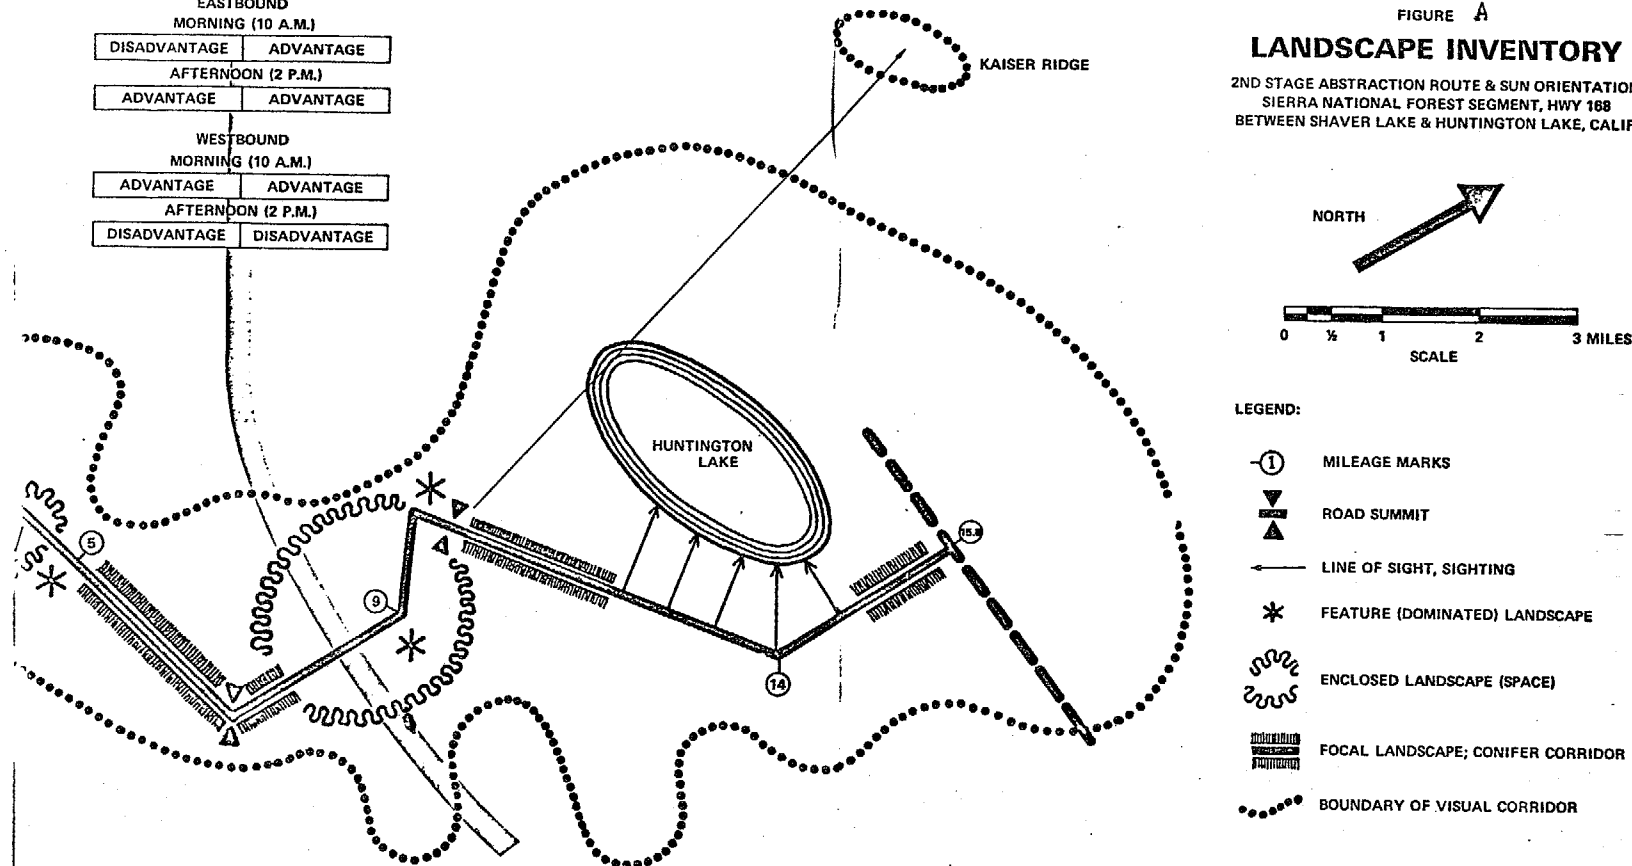 EASTBOUND
MORNING (10 A.M.)
DISADVANTAGE ADVANTAGE
AFTERNOON (2 P.M.)
ADVANTAGE ADVANTAGE
WESTBOUND
MORNING (10 A.M.)
ADVANTAGE ADVANTAGE
AFTERNOON (2 P.M.)
DISADVANTAGE DISADVANTAGE
KAISER RIDGE
HUNTINGTON
LAKE
5
9
14
15.8
FIGURE A
LANDSCAPE INVENTORY
2ND STAGE ABSTRACTION ROUTE & SUN ORIENTATION
SIERRA NATIONAL FOREST SEGMENT, HWY 168
BETWEEN SHAVER LAKE & HUNTINGTON LAKE, CALIF
NORTH
0 ½ 1 2 3 MILES
SCALE
LEGEND:
1 MILEAGE MARKS
ROAD SUMMIT
LINE OF SIGHT, SIGHTING
FEATURE (DOMINATED) LANDSCAPE
ENCLOSED LANDSCAPE (SPACE)
FOCAL LANDSCAPE; CONIFER CORRIDOR
BOUNDARY OF VISUAL CORRIDOR